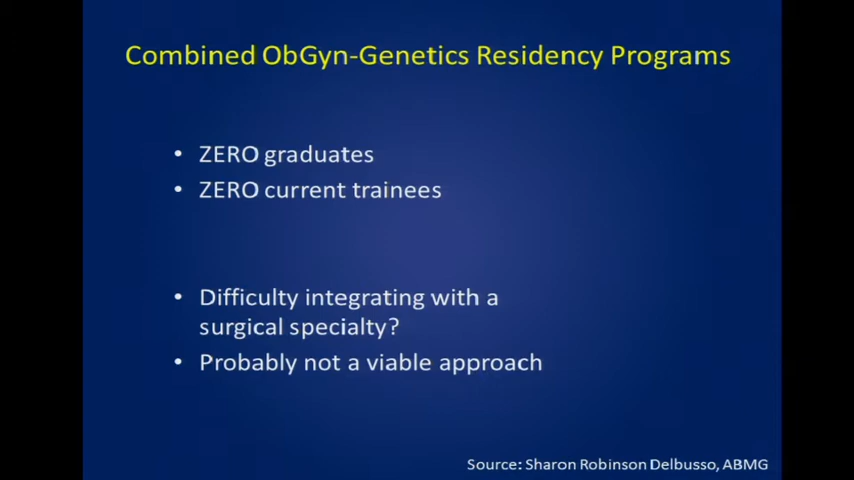 Combined ObGyn-Genetics Residency Programs
• ZERO graduates
• ZERO current trainees
• Difficulty integrating with a
surgical specialty?
• Probably not a viable approach
Source: Sharon Robinson Delbusso, ABMG